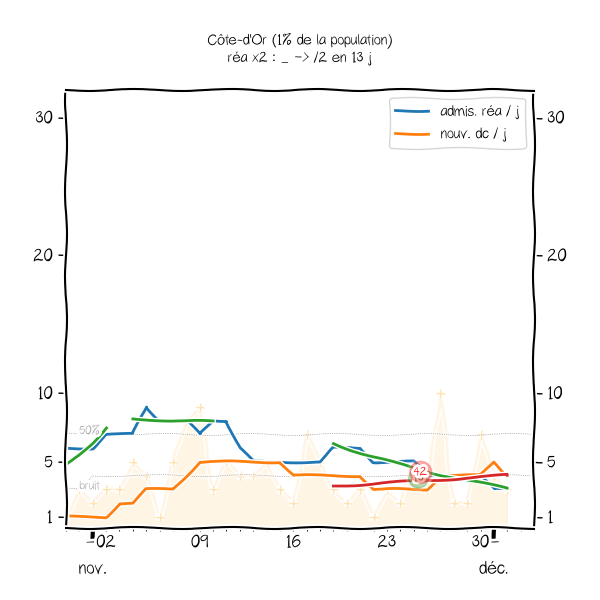 Côte-d'Or (1% de la population)
réa x2 : _ -> /2 en 13 j
admis. réa / j
nouv. dc / j
30
30
20
20
10
10
50%
5
5
42
bruit
1
1
02
09
16
23
30
nov.
déc.